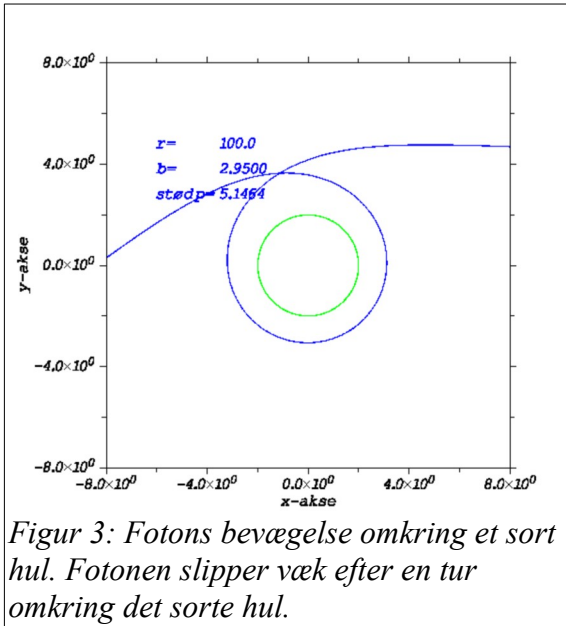 8.0×10⁰
r= 100.0
4.0×10⁰
b= 2.9500
stødp= 5.1464
y-akse
0.0×10⁰
-4.0×10⁰
-8.0×10⁰
-8.0×10⁰ -4.0×10⁰ 0.0×10⁰ 4.0×10⁰ 8.0×10⁰
x-akse
Figur 3: Fotons bevægelse omkring et sort
hul. Fotonen slipper væk efter en tur
omkring det sorte hul.